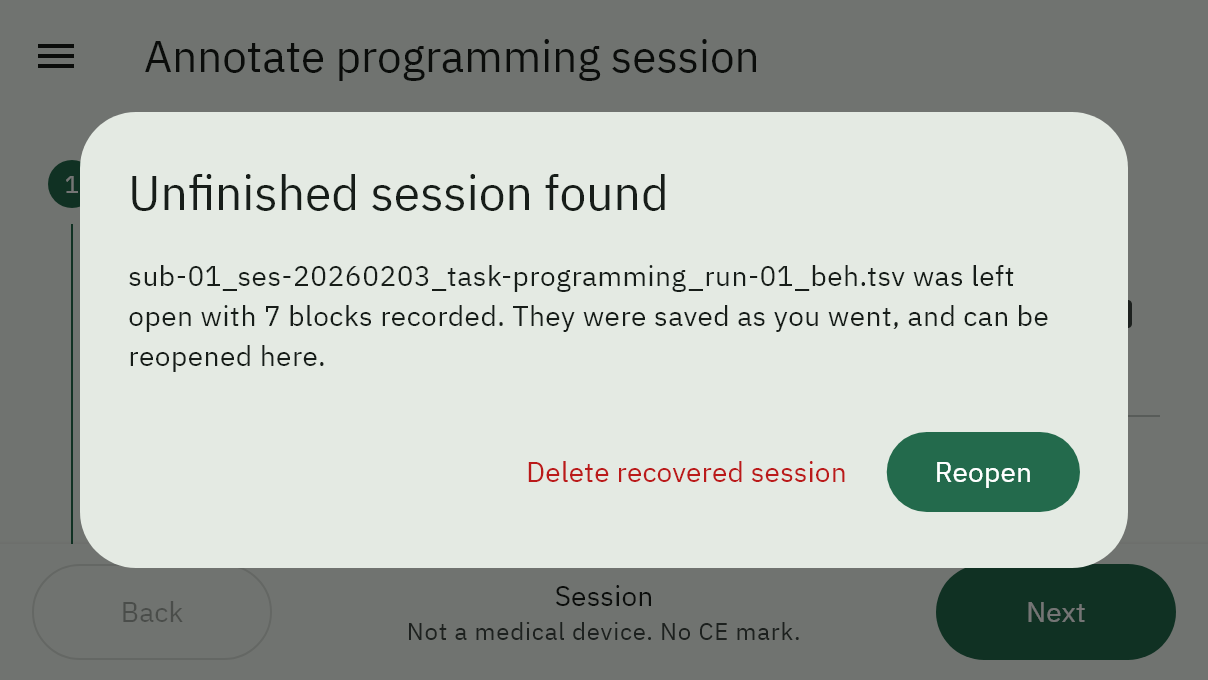 Annotate programming session
1
Unfinished session found
sub-01_ses-20260203_task-programming_run-01_beh.tsv was left
open with 7 blocks recorded. They were saved as you went, and can be
reopened here.
Delete recovered session
Reopen
Back
Session
Not a medical device. No CE mark.
Next